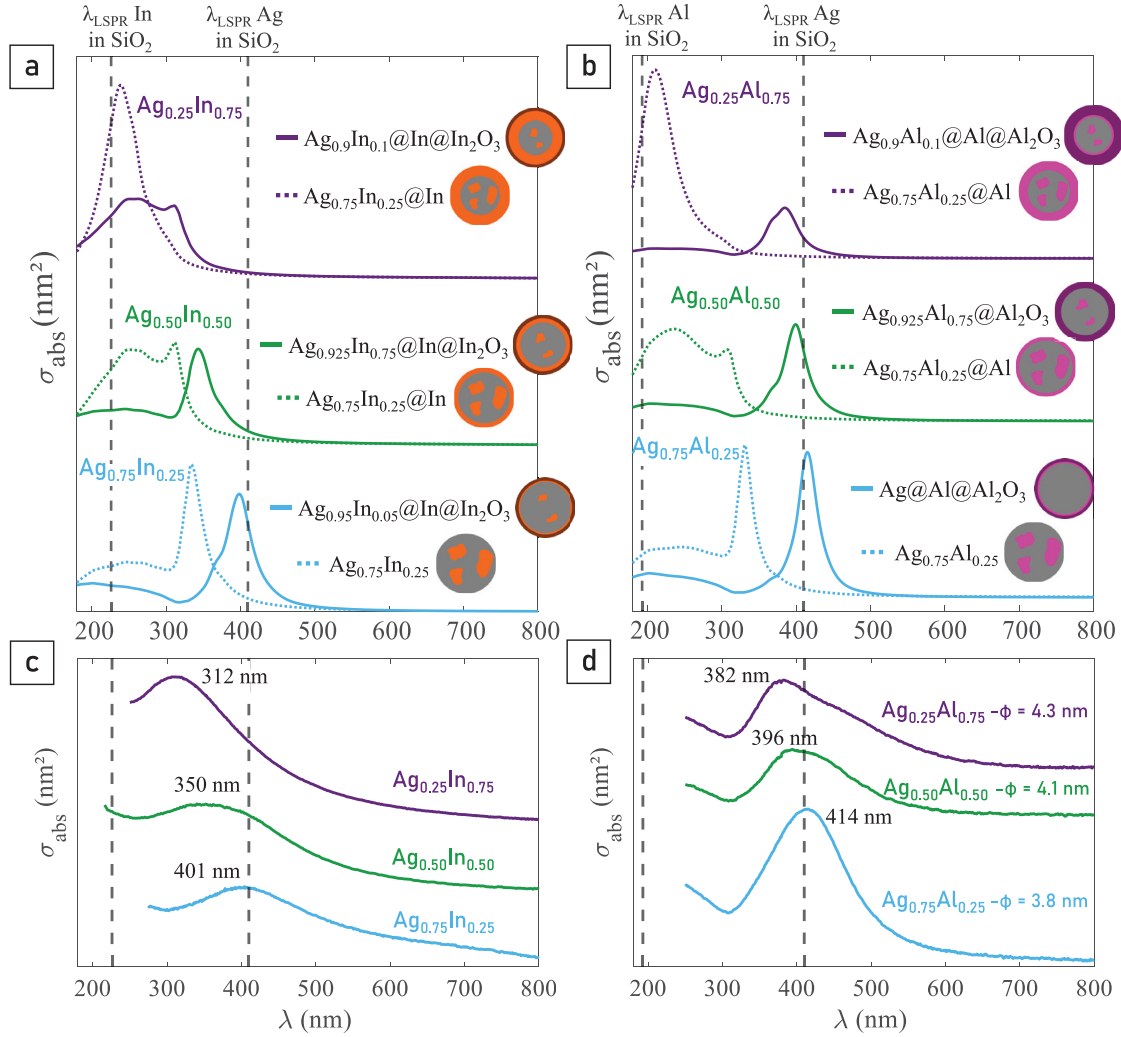 λLSPR In
in SiO2
λLSPR Ag
in SiO2
λLSPR Al
in SiO2
λLSPR Ag
in SiO2
a
Ag0.25In0.75
Ag0.9In0.1@In@In2O3
Ag0.75In0.25@In
Ag0.50In0.50
Ag0.925In0.75@In@In2O3
Ag0.75In0.25@In
Ag0.75In0.25
Ag0.95In0.05@In@In2O3
Ag0.75In0.25
σabs (nm²)
200 300 400 500 600 700 800
b
Ag0.25Al0.75
Ag0.9Al0.1@Al@Al2O3
Ag0.75Al0.25@Al
Ag0.50Al0.50
Ag0.925Al0.75@Al2O3
Ag0.75Al0.25@Al
Ag0.75Al0.25
Ag@Al@Al2O3
Ag0.75Al0.25
σabs (nm²)
200 300 400 500 600 700 800
c
312 nm
Ag0.25In0.75
350 nm
Ag0.50In0.50
401 nm
Ag0.75In0.25
σabs (nm²)
200 300 400 500 600 700 800
λ (nm)
d
382 nm
Ag0.25Al0.75 -ϕ = 4.3 nm
396 nm
Ag0.50Al0.50 -ϕ = 4.1 nm
414 nm
Ag0.75Al0.25 -ϕ = 3.8 nm
σabs (nm²)
200 300 400 500 600 700 800
λ (nm)